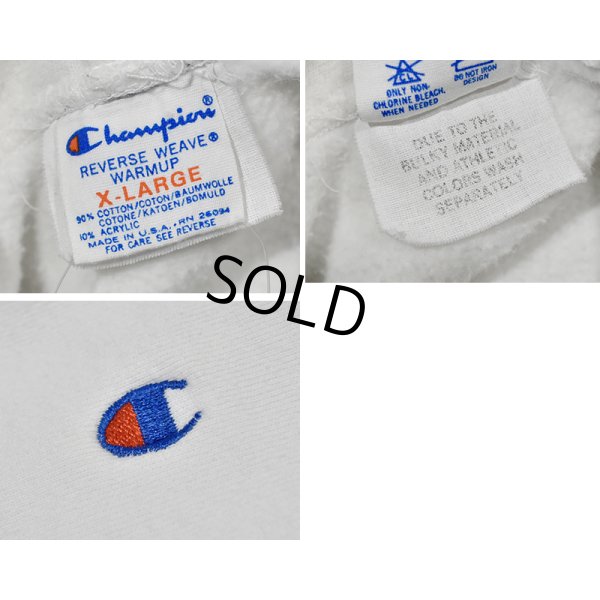 Champion®
REVERSE WEAVE®
WARMUP
X-LARGE
90% COTTON/COTON/BAUMWOLLE
COTONE/KATOEN/BOMULD
10% ACRYLIC
MADE IN U.S.A. RN 26094
FOR CARE SEE REVERSE
CL
ONLY NON-
CHLORINE BLEACH,
WHEN NEEDED
DO NOT IRON
DESIGN
DUE TO THE
BULKY MATERIAL
AND ATHLETIC
COLORS WASH
SEPARATELY
SOLD